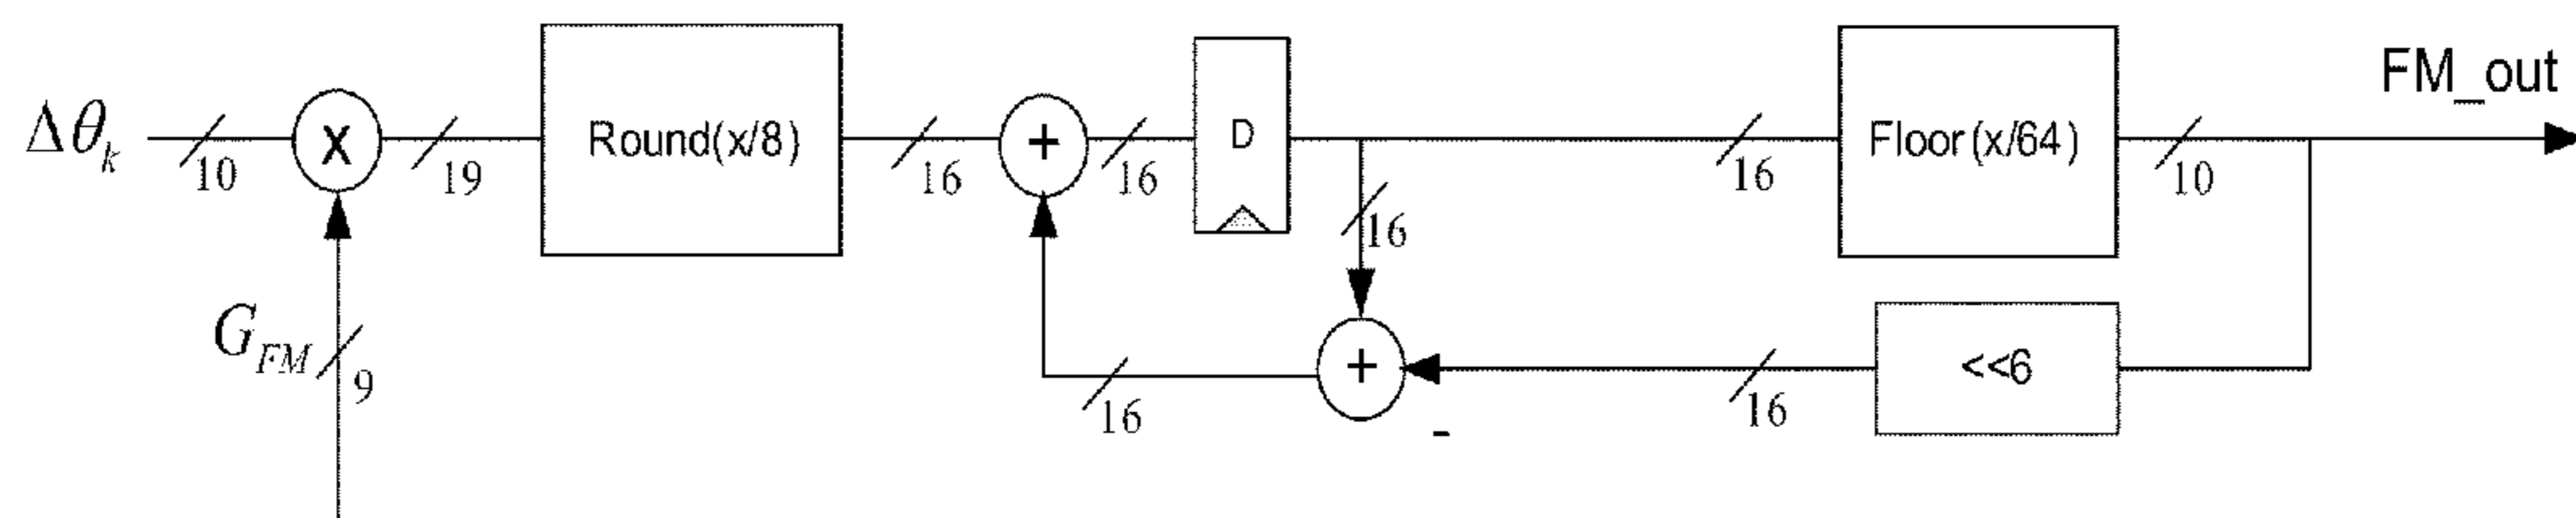 FM_out
Δθk
10
X
19
Round(x/8)
16
+
16
D
16
Floor(x/64)
10
16
GFM
9
+
16
-
16
<<6